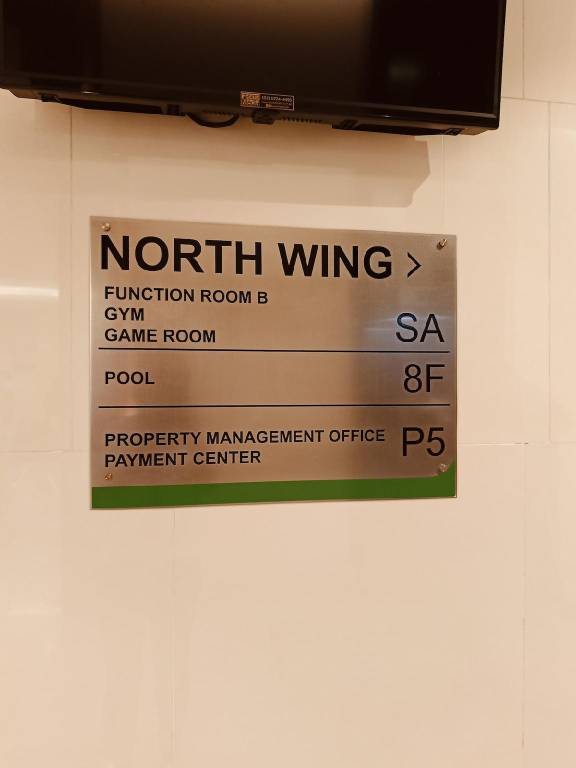 NORTH WING >
FUNCTION ROOM B
GYM
GAME ROOM
SA
POOL
8F
PROPERTY MANAGEMENT OFFICE
PAYMENT CENTER
P5